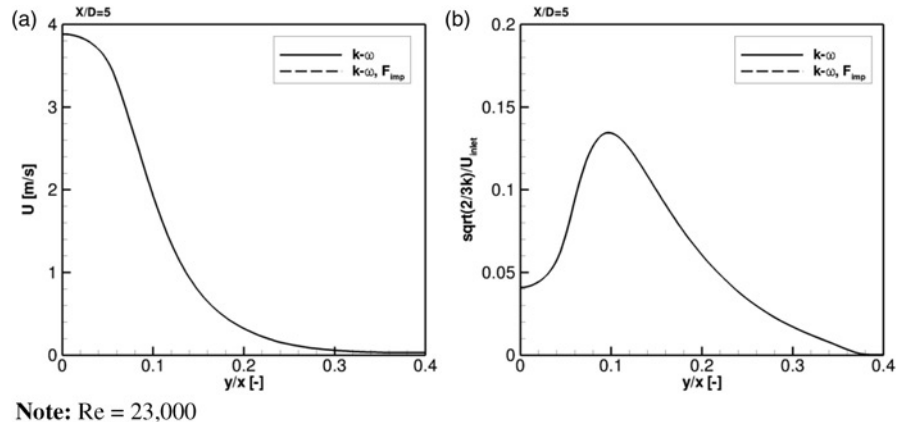 (a)
X/D=5
k-ω
k-ω, F_imp
4
3
2
1
0
U [m/s]
0
0.1
0.2
0.3
0.4
y/x [-]
(b)
X/D=5
k-ω
k-ω, F_imp
0.2
0.15
0.1
0.05
0
sqrt(2/3k)/U_inlet
0
0.2
0.3
0.1
0.4
y/x [-]
Note: Re = 23,000